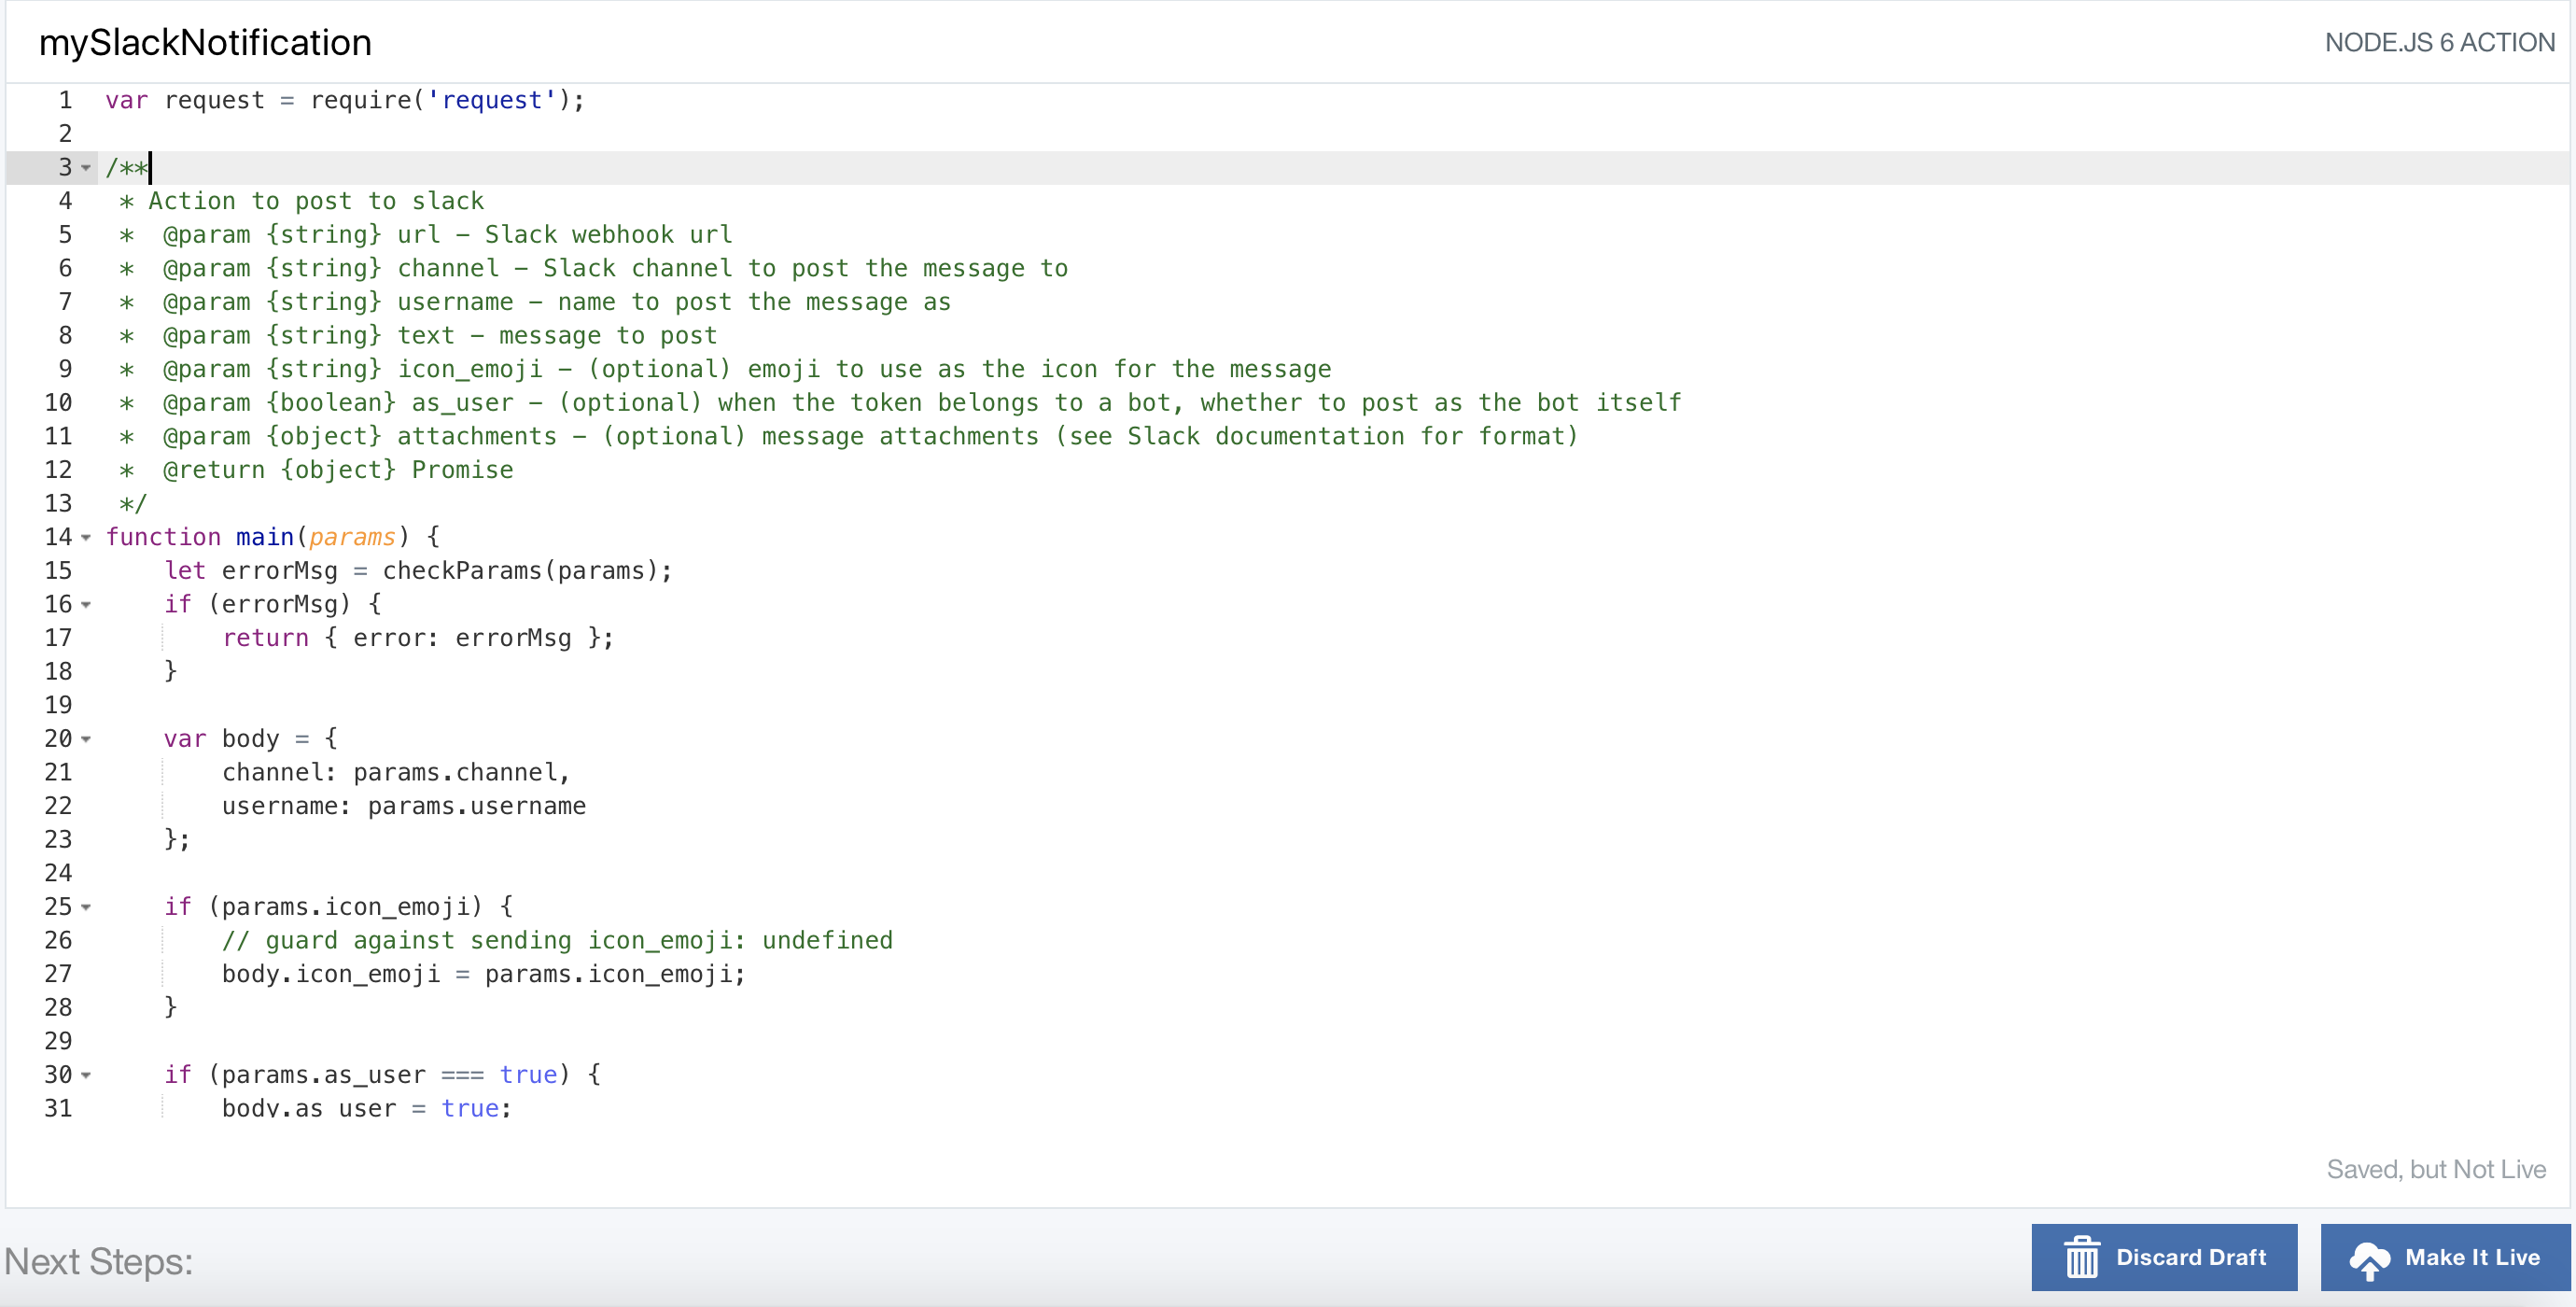 mySlackNotification
NODE.JS 6 ACTION
1 var request = require('request');
2
3 /**
4  * Action to post to slack
5  *  @param {string} url - Slack webhook url
6  *  @param {string} channel - Slack channel to post the message to
7  *  @param {string} username - name to post the message as
8  *  @param {string} text - message to post
9  *  @param {string} icon_emoji - (optional) emoji to use as the icon for the message
10  *  @param {boolean} as_user - (optional) when the token belongs to a bot, whether to post as the bot itself
11  *  @param {object} attachments - (optional) message attachments (see Slack documentation for format)
12  *  @return {object} Promise
13  */
14 function main(params) {
15     let errorMsg = checkParams(params);
16     if (errorMsg) {
17         return { error: errorMsg };
18     }
19
20     var body = {
21         channel: params.channel,
22         username: params.username
23     };
24
25     if (params.icon_emoji) {
26         // guard against sending icon_emoji: undefined
27         body.icon_emoji = params.icon_emoji;
28     }
29
30     if (params.as_user === true) {
31         body.as_user = true;
Saved, but Not Live
Next Steps:
Discard Draft
Make It Live